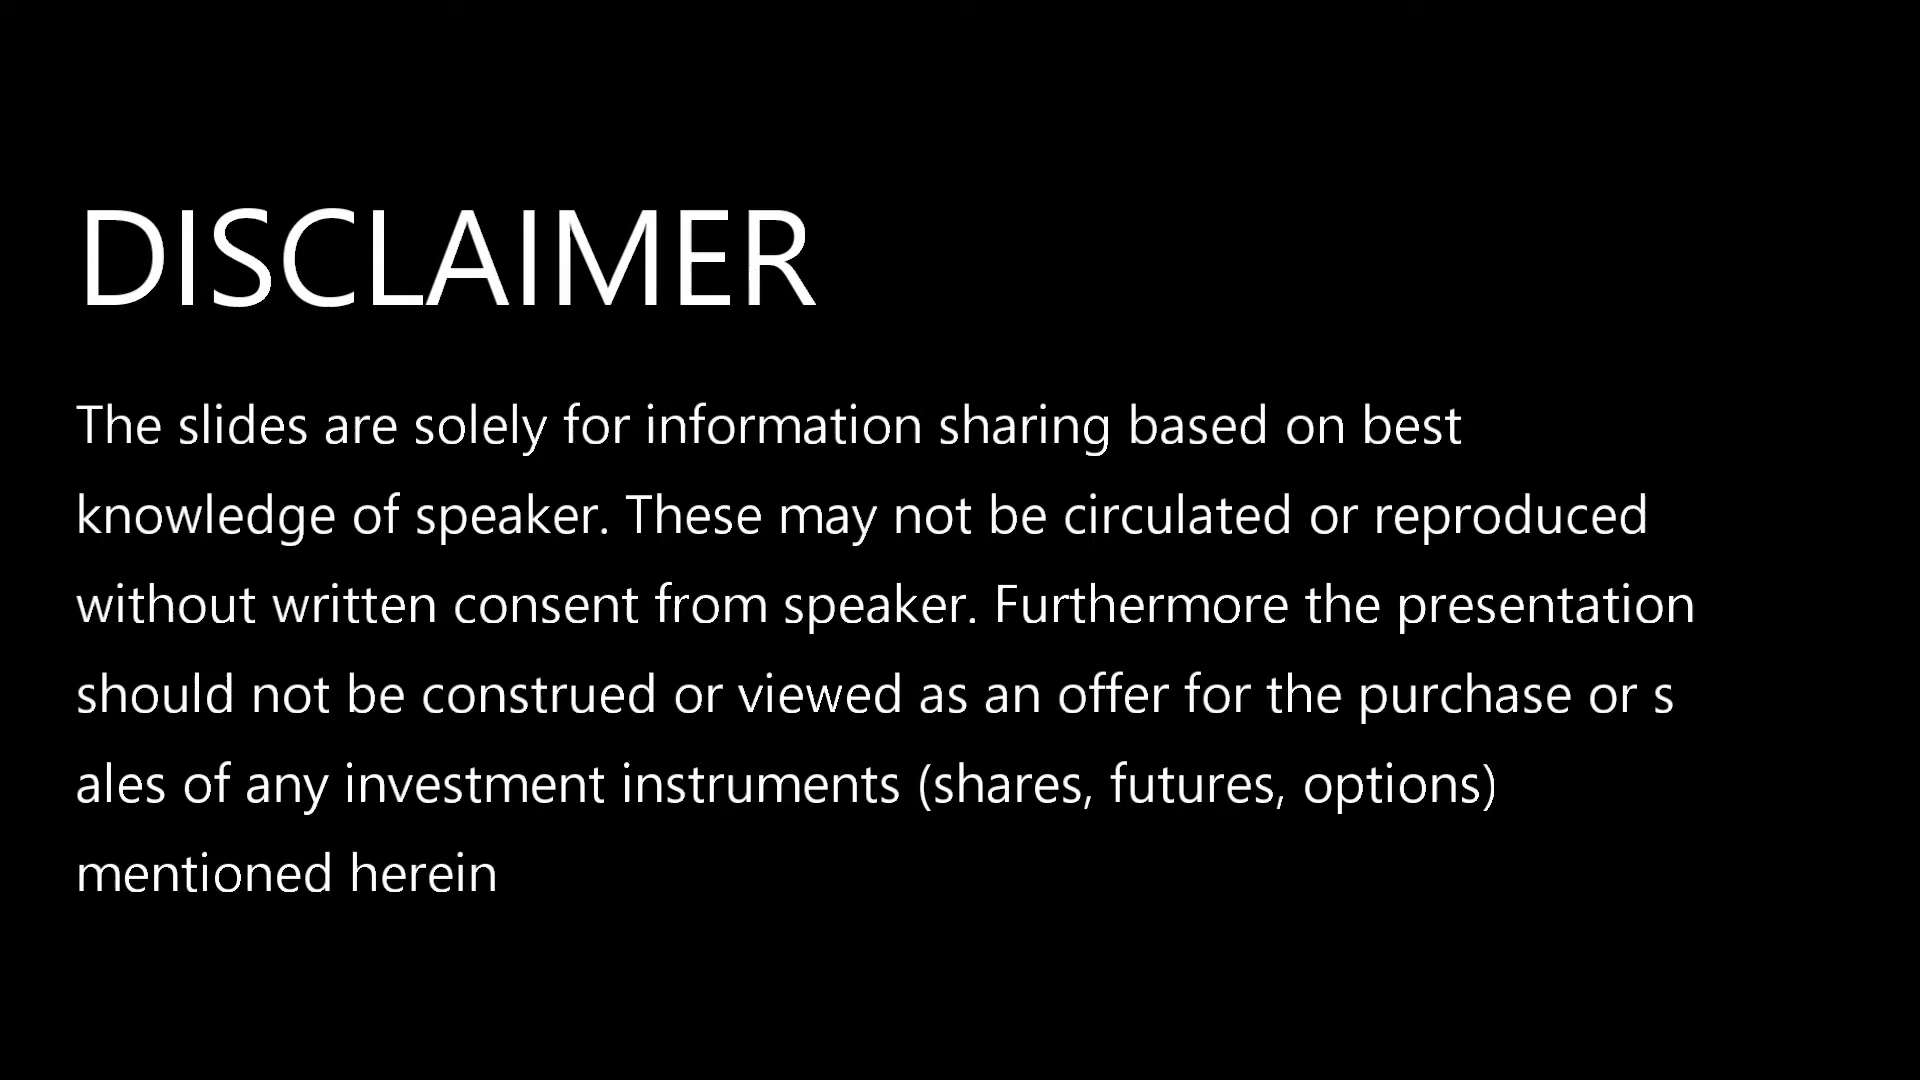 DISCLAIMER
The slides are solely for information sharing based on best
knowledge of speaker. These may not be circulated or reproduced
without written consent from speaker. Furthermore the presentation
should not be construed or viewed as an offer for the purchase or s
ales of any investment instruments (shares, futures, options)
mentioned herein